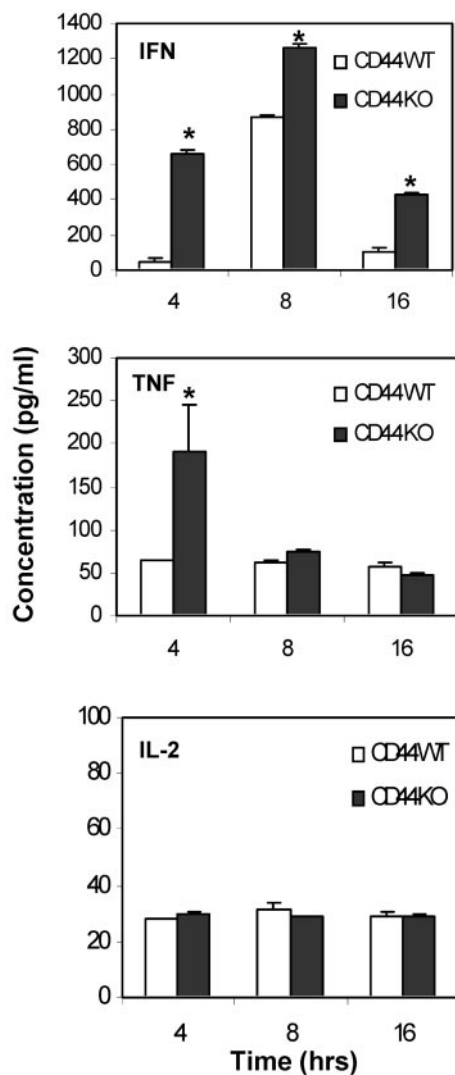 1400
1200
1000
800
600
400
200
0
IFN
CD44WT
CD44KO
*
*
*
4 8 16
Concentration (pg/ml)
300
250
200
150
100
50
0
TNF
CD44WT
CD44KO
*
4 8 16
100
80
60
40
20
0
IL-2
CD44WT
CD44KO
4 8 16
Time (hrs)